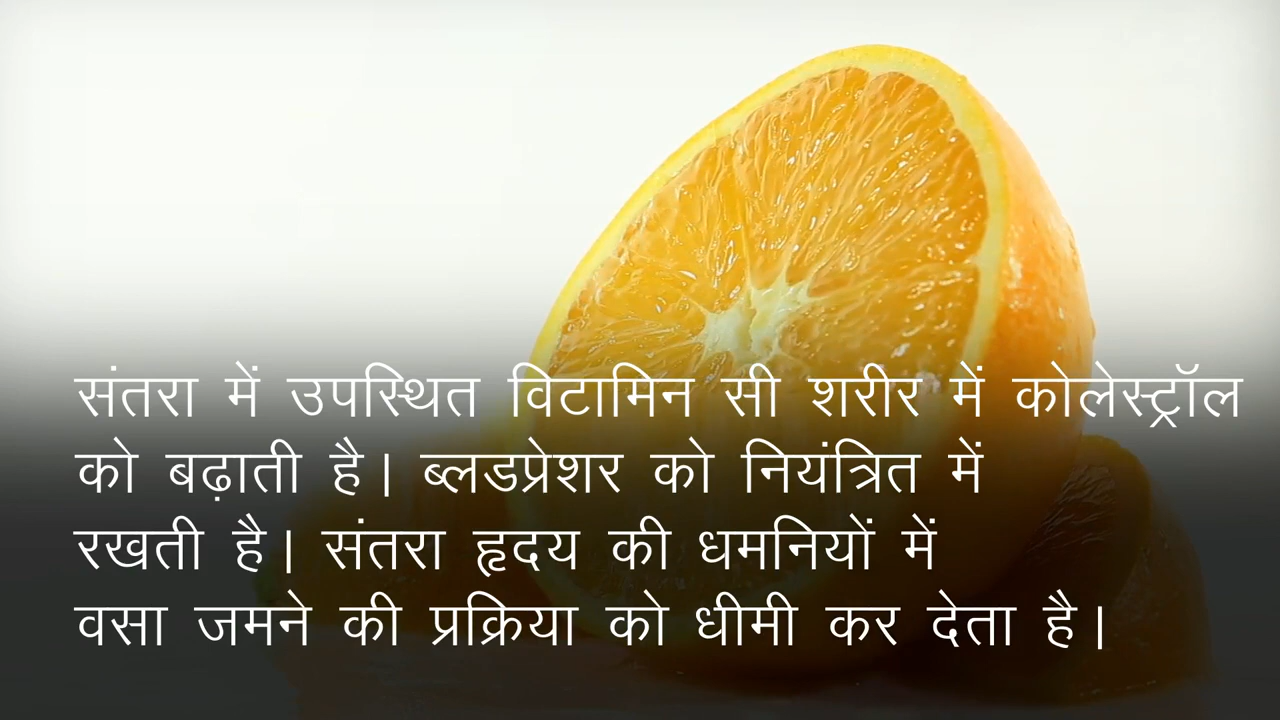 संतरा में उपस्थित विटामिन सी शरीर में कोलेस्ट्रॉल
को बढ़ाती है। ब्लडप्रेशर को नियंत्रित में
रखती है। संतरा हृदय की धमनियों में
वसा जमने की प्रक्रिया को धीमी कर देता है।